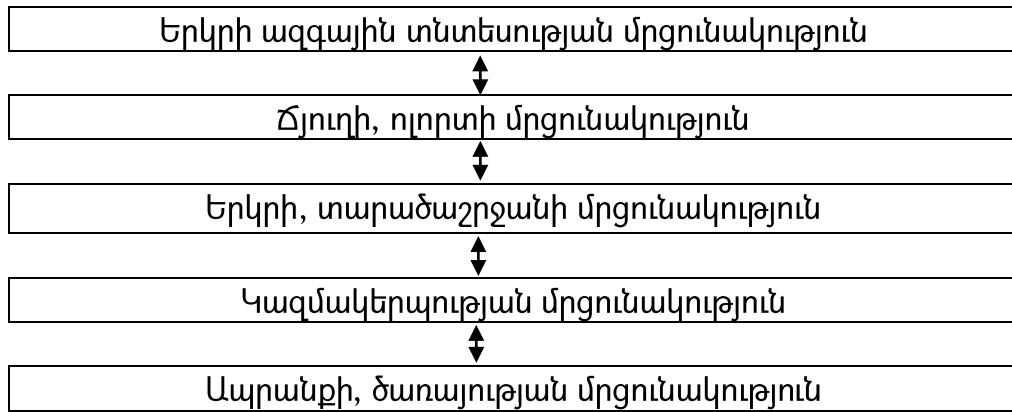 Երկրի ազգային տնտեսության մրցունակություն
Ճյուղի, ոլորտի մրցունակություն
Երկրի, տարածաշրջանի մրցունակություն
Կազմակերպության մրցունակություն
Ապրանքի, ծառայության մրցունակություն